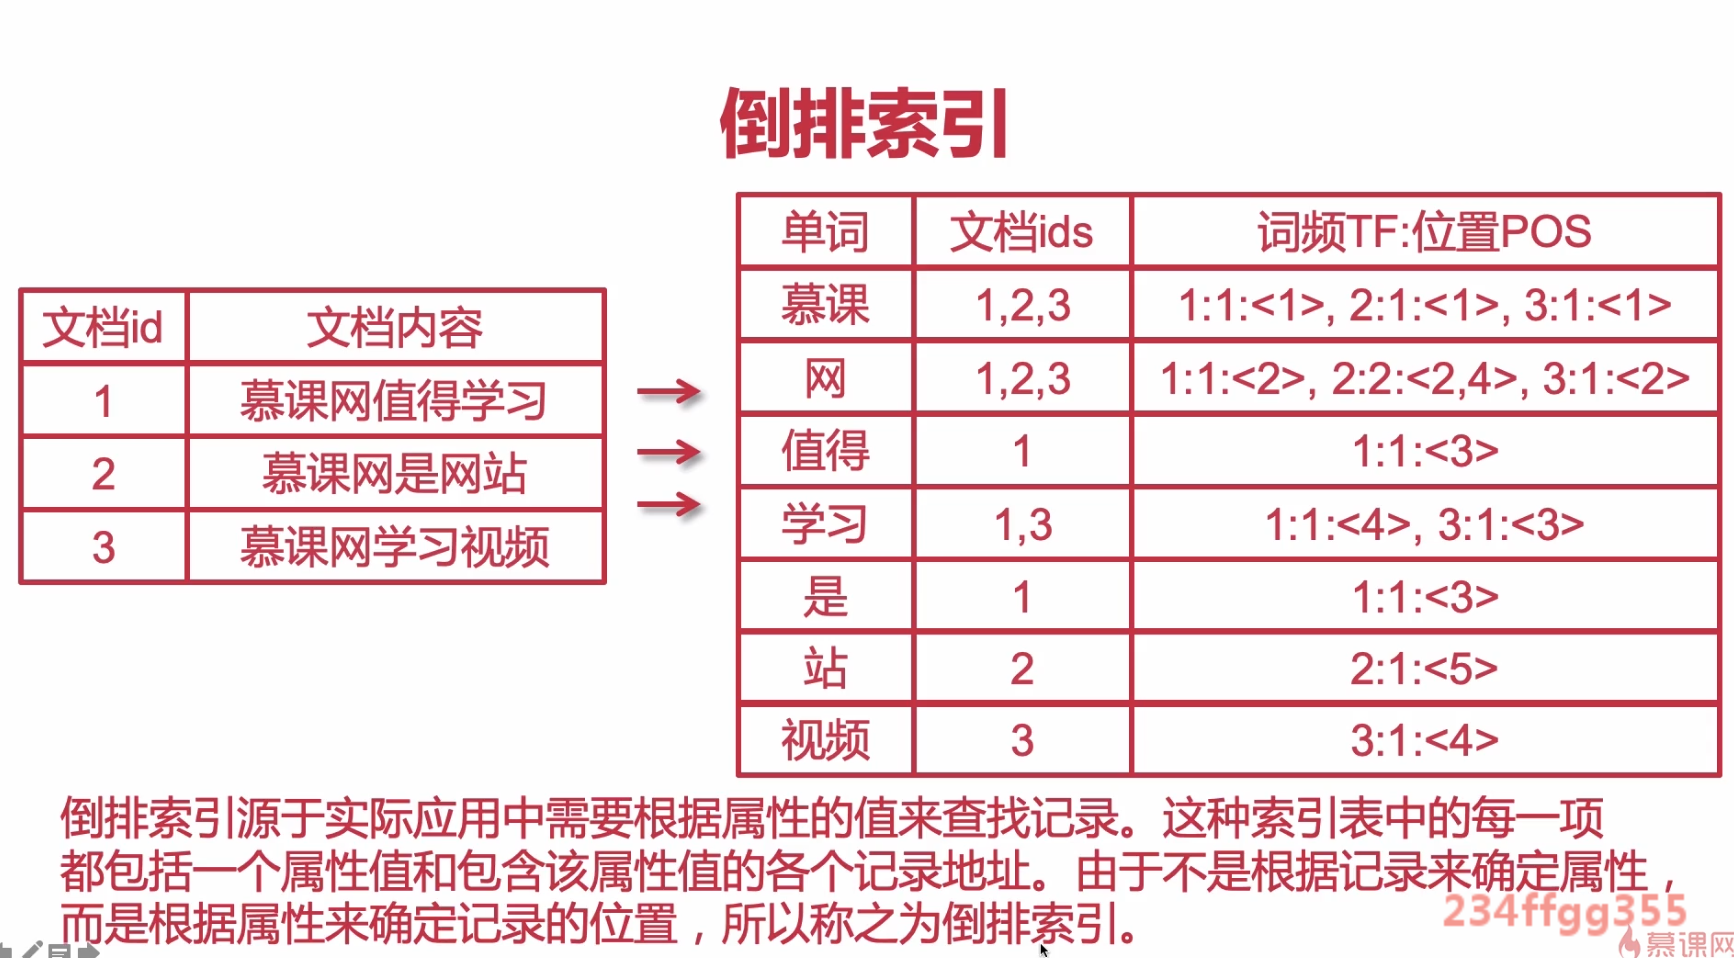 倒排索引
文档id 文档内容
1 慕课网值得学习
2 慕课网是网站
3 慕课网学习视频
单词 文档ids 词频TF:位置POS
慕课 1,2,3 1:1:<1>, 2:1:<1>, 3:1:<1>
网 1,2,3 1:1:<2>, 2:2:<2,4>, 3:1:<2>
值得 1 1:1:<3>
学习 1,3 1:1:<4>, 3:1:<3>
是 1 1:1:<3>
站 2 2:1:<5>
视频 3 3:1:<4>
倒排索引源于实际应用中需要根据属性的值来查找记录。这种索引表中的每一项
都包括一个属性值和包含该属性值的各个记录地址。由于不是根据记录来确定属性，
而是根据属性来确定记录的位置，所以称之为倒排索引。
234ffgg355
慕课网